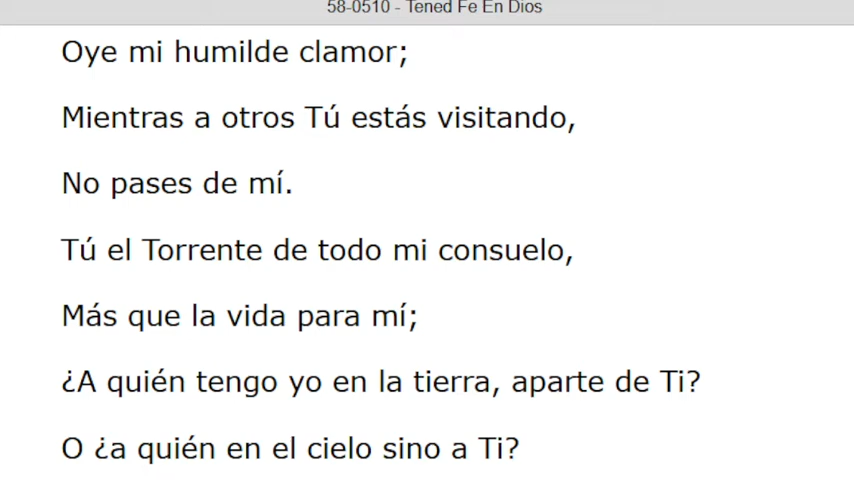 58-0510 - Tened Fe En Dios
Oye mi humilde clamor;
Mientras a otros Tú estás visitando,
No pases de mí.
Tú el Torrente de todo mi consuelo,
Más que la vida para mí;
¿A quién tengo yo en la tierra, aparte de Ti?
O ¿a quién en el cielo sino a Ti?